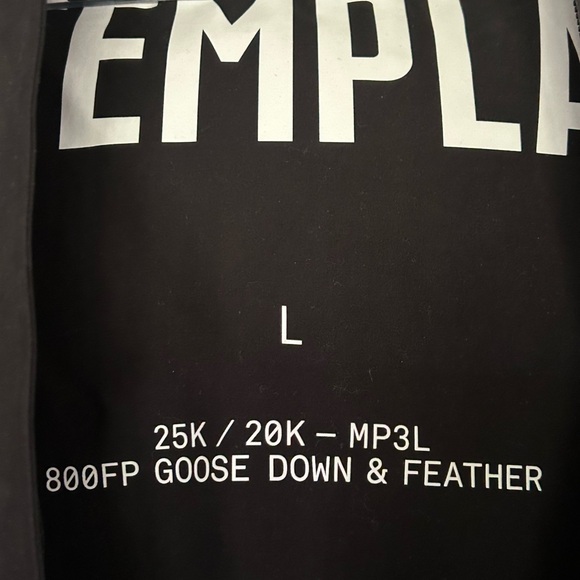 EMPLA
L
25K / 20K – MP3L
800FP GOOSE DOWN & FEATHER